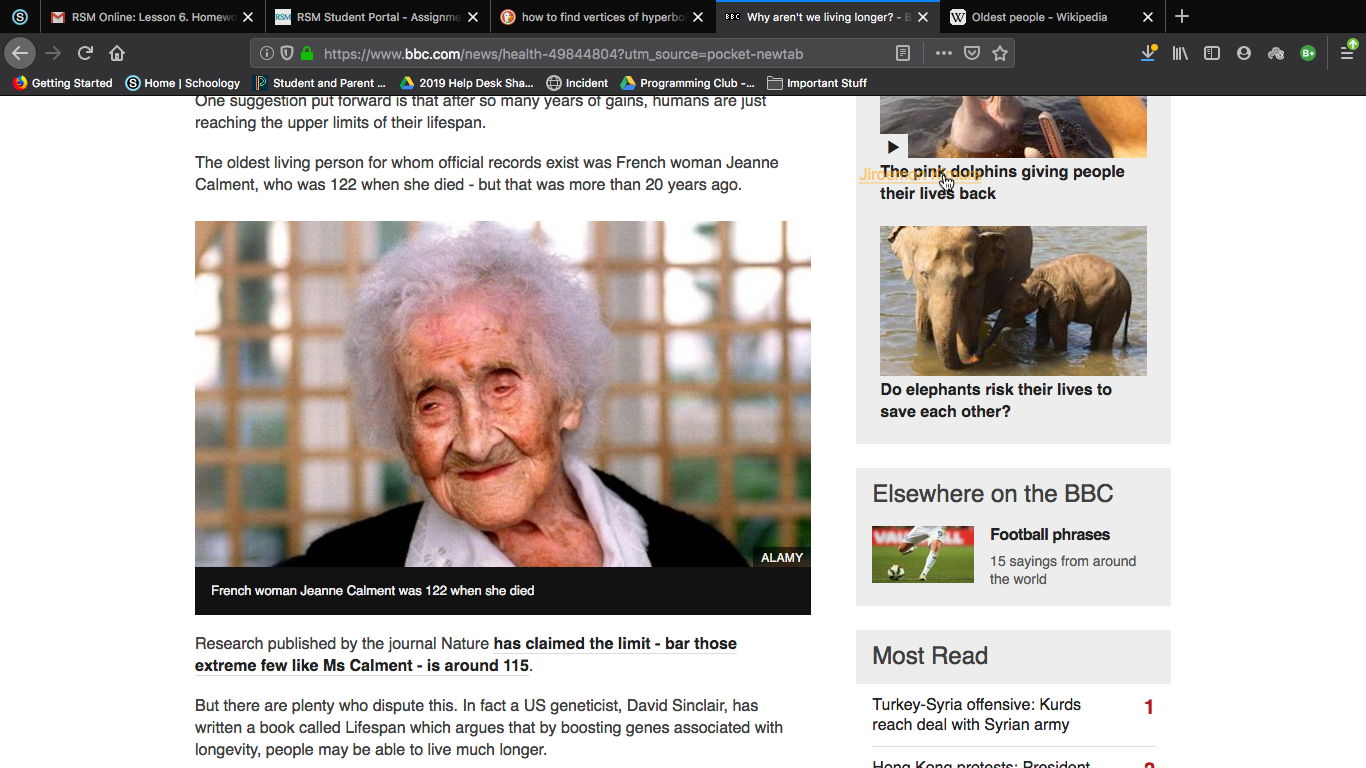 RSM Online: Lesson 6. Homewo
RSM Student Portal - Assignme
how to find vertices of hyperbo
Why aren't we living longer? - B
Oldest people - Wikipedia
https://www.bbc.com/news/health-49844804?utm_source=pocket-newtab
Getting Started
Home | Schoology
Student and Parent ...
2019 Help Desk Sha...
Incident
Programming Club -...
Important Stuff
One suggestion put forward is that after so many years of gains, humans are just
reaching the upper limits of their lifespan.
The oldest living person for whom official records exist was French woman Jeanne
Calment, who was 122 when she died - but that was more than 20 years ago.
ALAMY
French woman Jeanne Calment was 122 when she died
Research published by the journal Nature has claimed the limit - bar those
extreme few like Ms Calment - is around 115.
But there are plenty who dispute this. In fact a US geneticist, David Sinclair, has
written a book called Lifespan which argues that by boosting genes associated with
longevity, people may be able to live much longer.
The pink dolphins giving people
their lives back
Do elephants risk their lives to
save each other?
Elsewhere on the BBC
VAUXHALL
Football phrases
15 sayings from around
the world
Most Read
Turkey-Syria offensive: Kurds
reach deal with Syrian army
1
Hong Kong protests: President
2